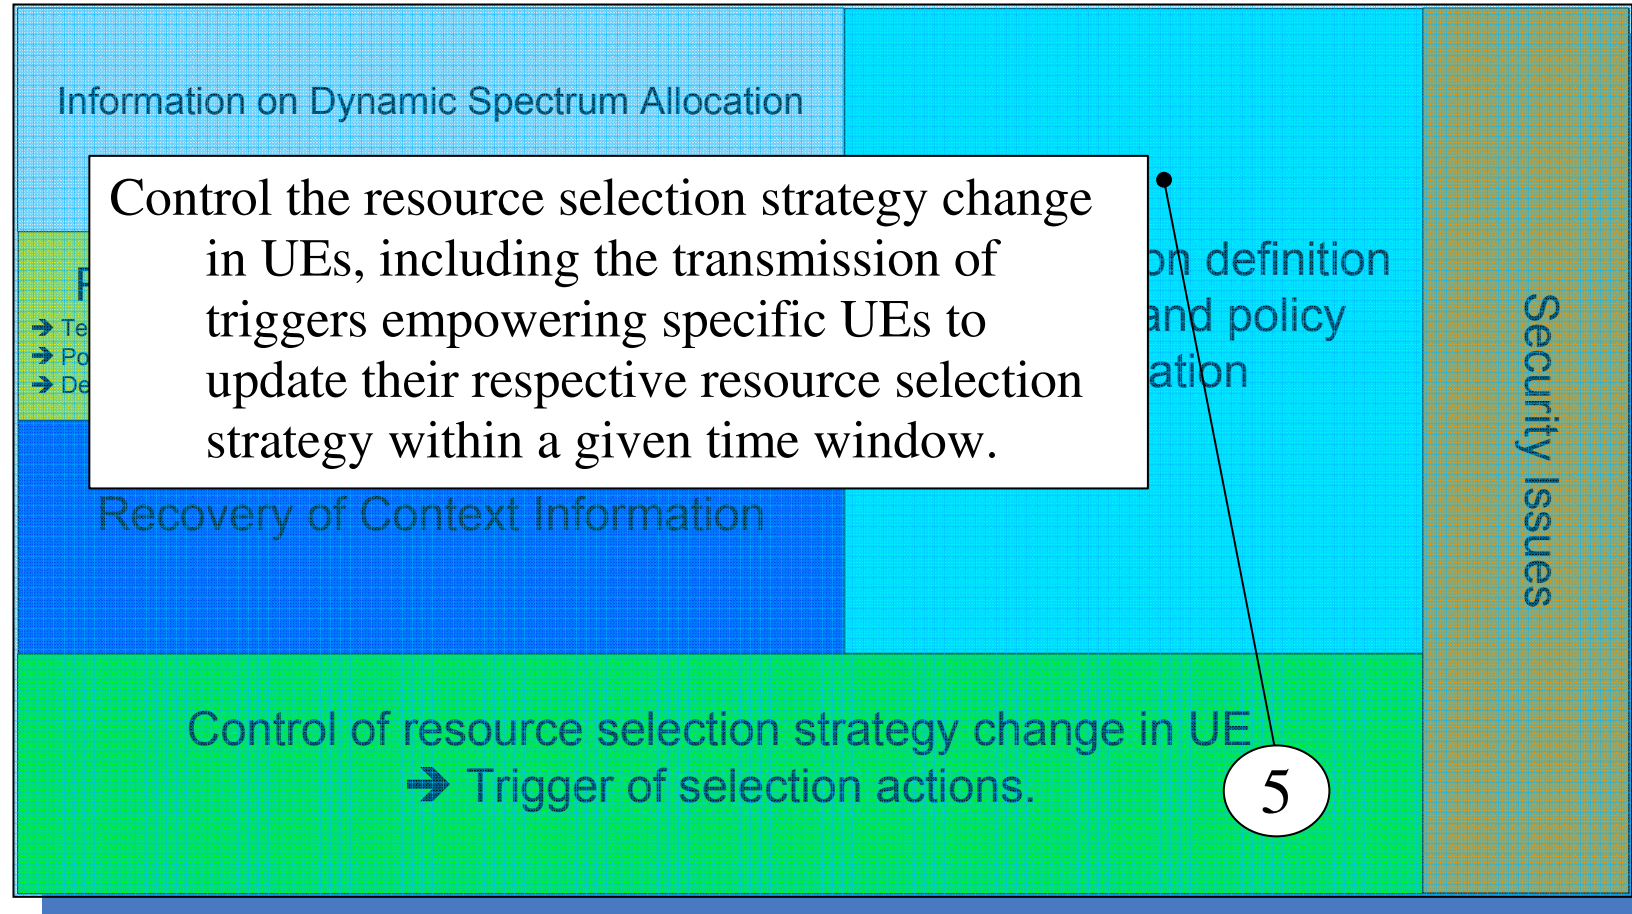 Information on Dynamic Spectrum Allocation
Control the resource selection strategy change
in UEs, including the transmission of
triggers empowering specific UEs to
update their respective resource selection
strategy within a given time window.
definition
and policy
➔
➔
➔
Recovery of Context Information
Security Issues
Control of resource selection strategy change in UE
➔ Trigger of selection actions.
5